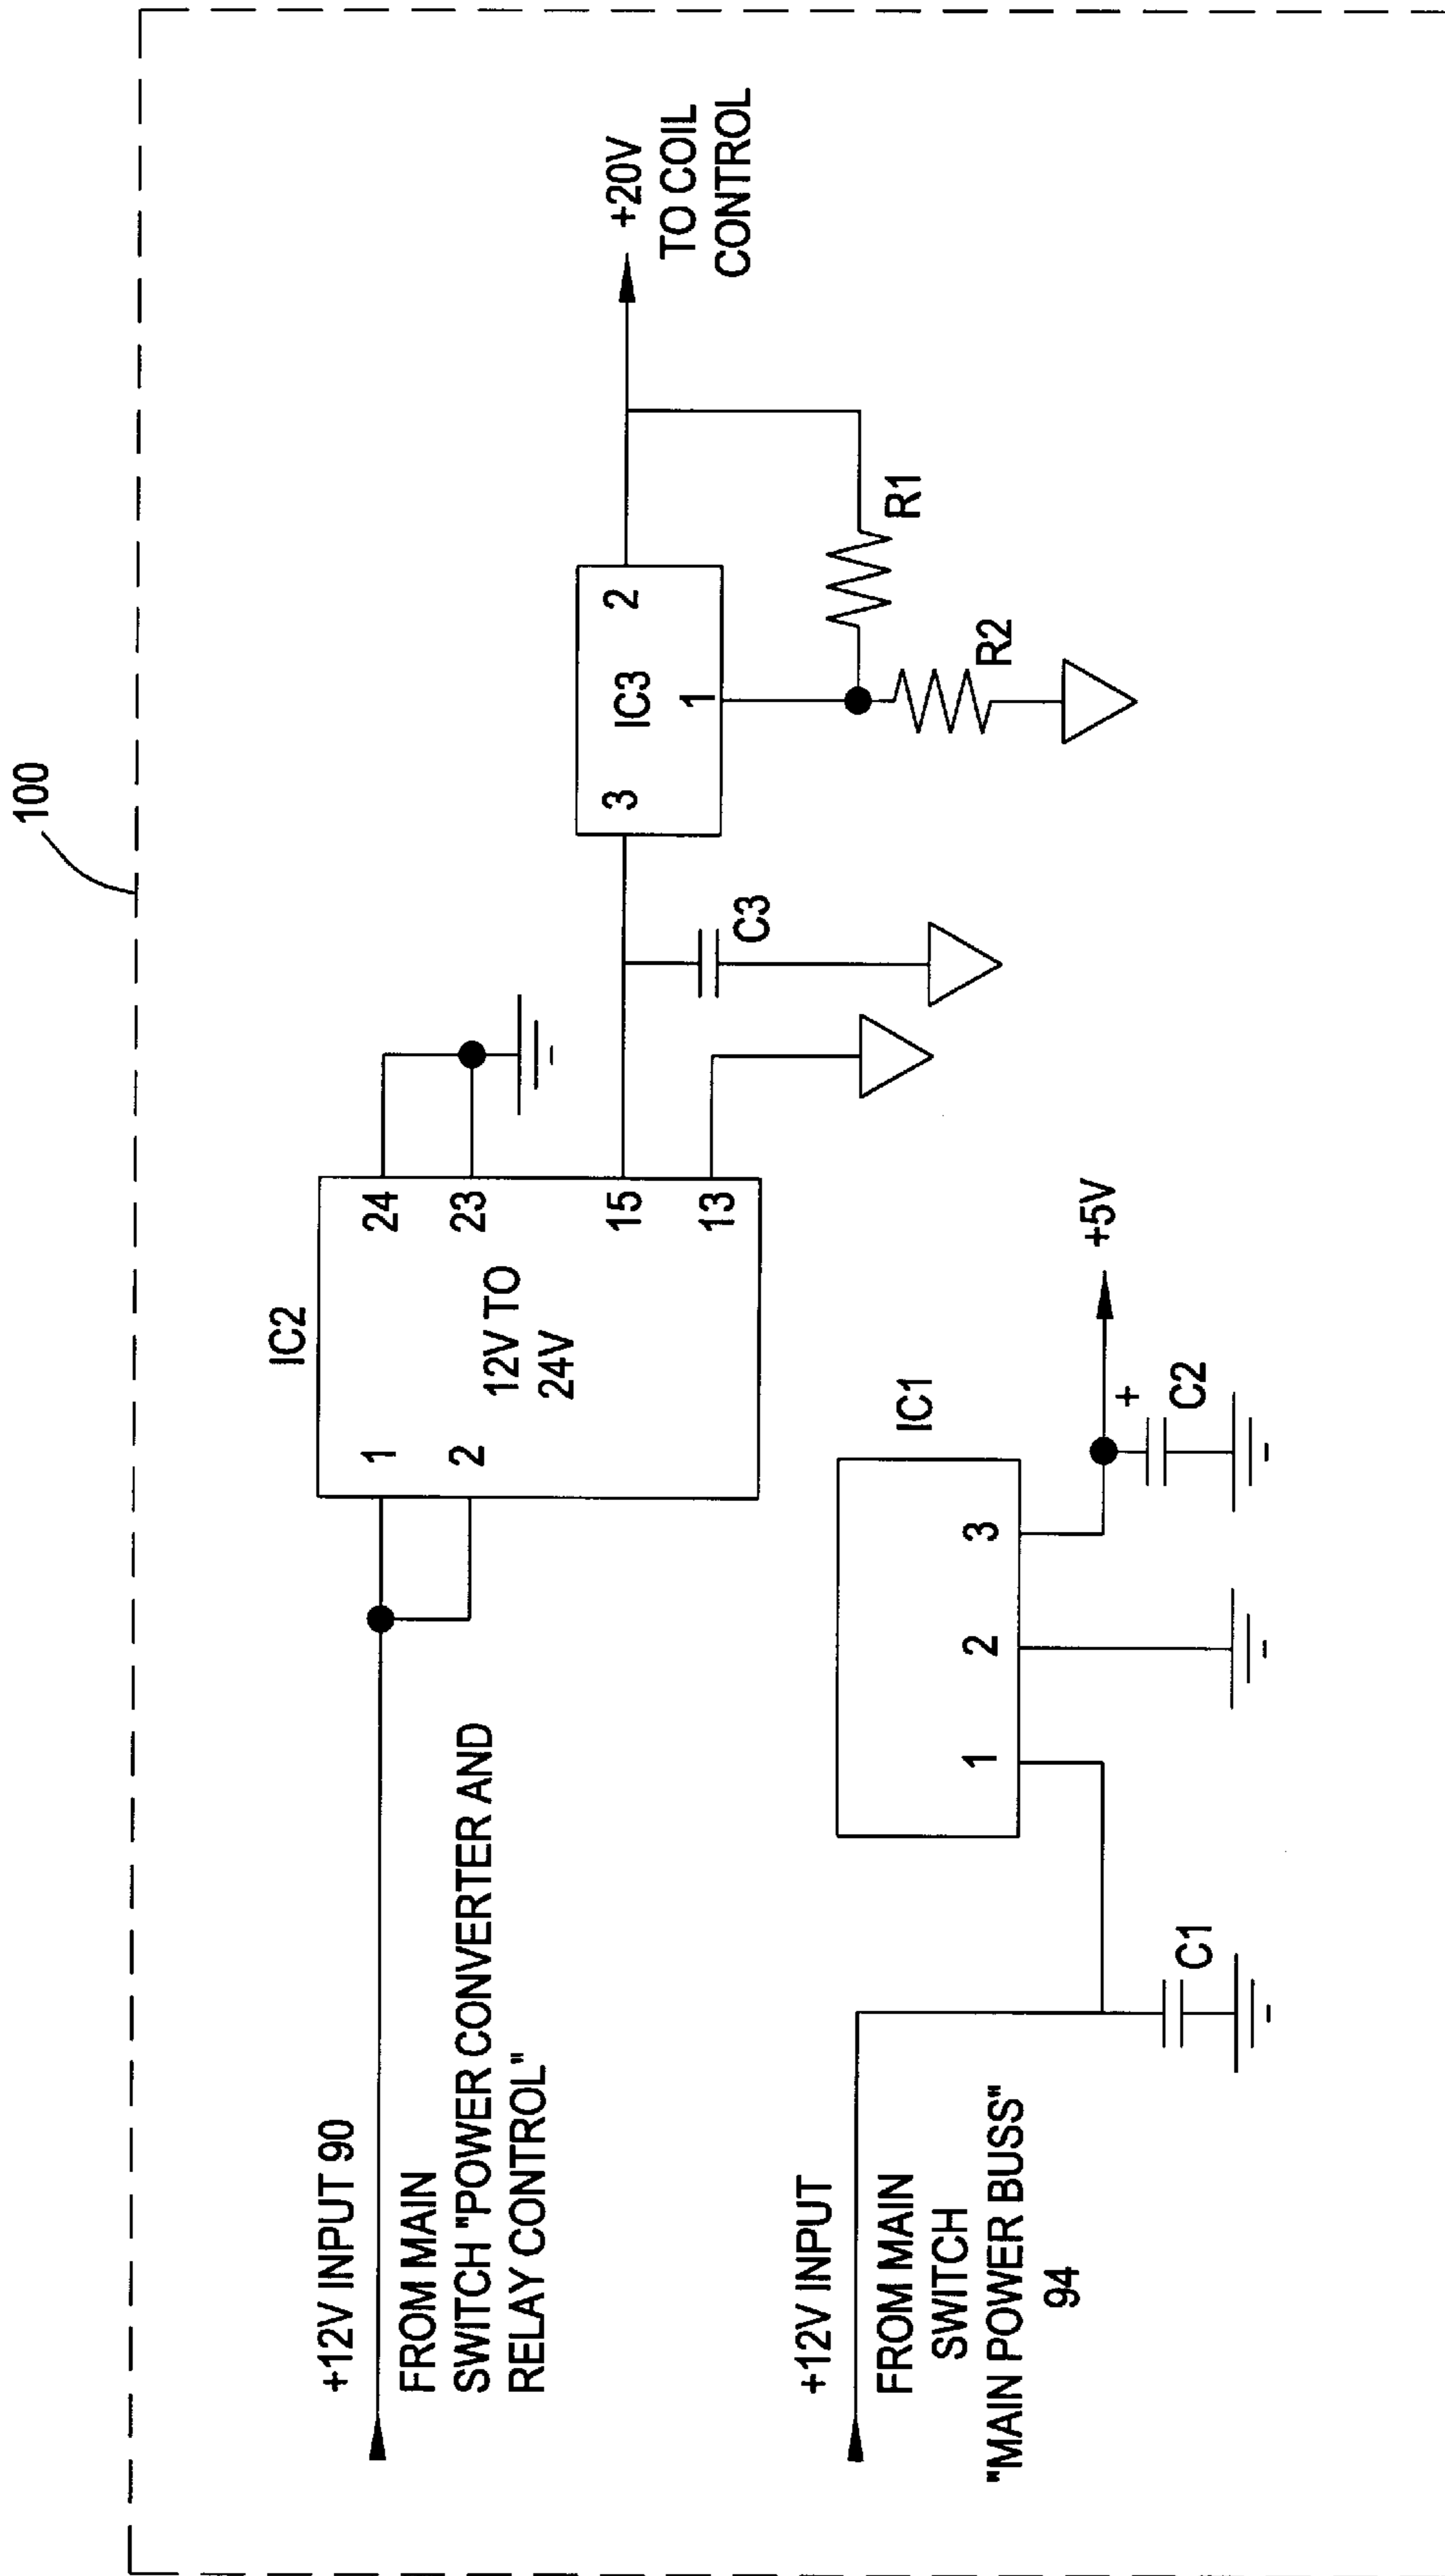 100
+12V INPUT 90
FROM MAIN
SWITCH "POWER CONVERTER AND
RELAY CONTROL"
IC2
1
2
12V TO
24V
24
23
15
13
C3
3
IC3
2
1
R1
R2
+20V
TO COIL
CONTROL
+12V INPUT
FROM MAIN
SWITCH
"MAIN POWER BUSS"
94
C1
IC1
1
2
3
+
C2
+5V